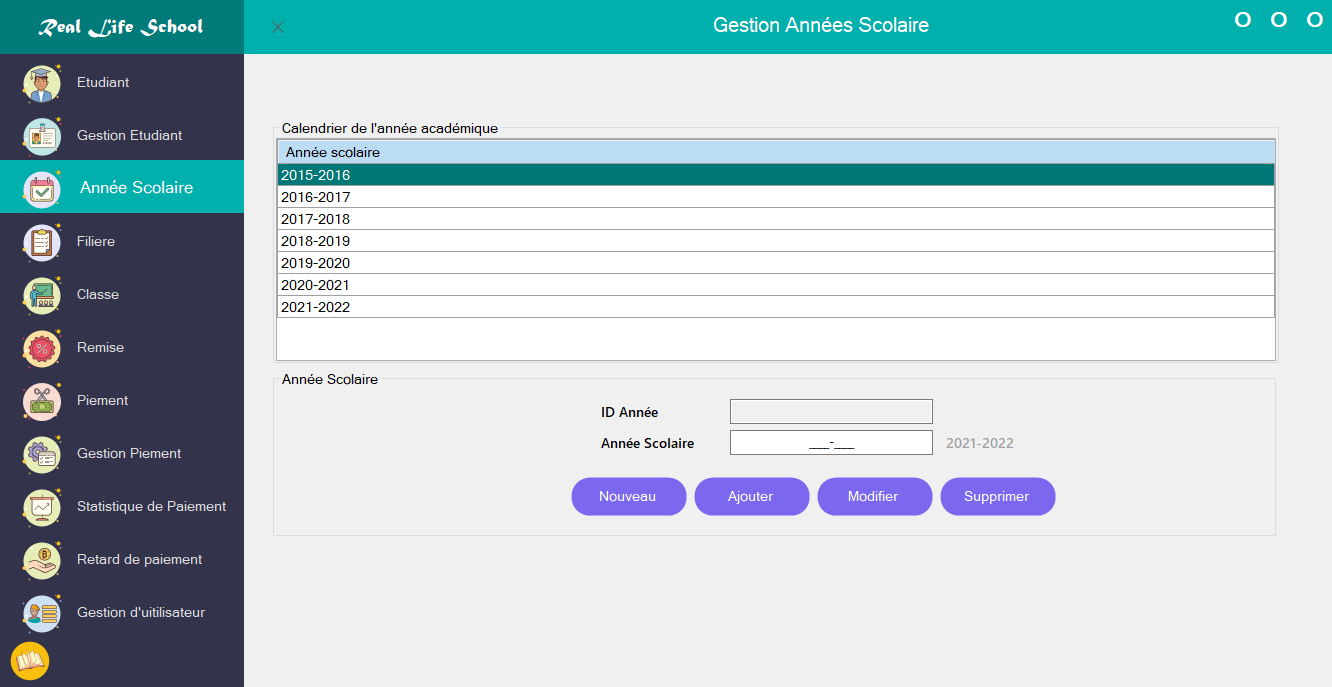 Real Life School
Gestion Années Scolaire
O O O
Etudiant
Gestion Etudiant
Année Scolaire
Filiere
Classe
Remise
Piement
Gestion Piement
Statistique de Paiement
Retard de paiement
Gestion d'uitilisateur
Calendrier de l'année académique
Année scolaire
2015-2016
2016-2017
2017-2018
2018-2019
2019-2020
2020-2021
2021-2022
Année Scolaire
ID Année
Année Scolaire ____-____ 2021-2022
Nouveau Ajouter Modifier Supprimer